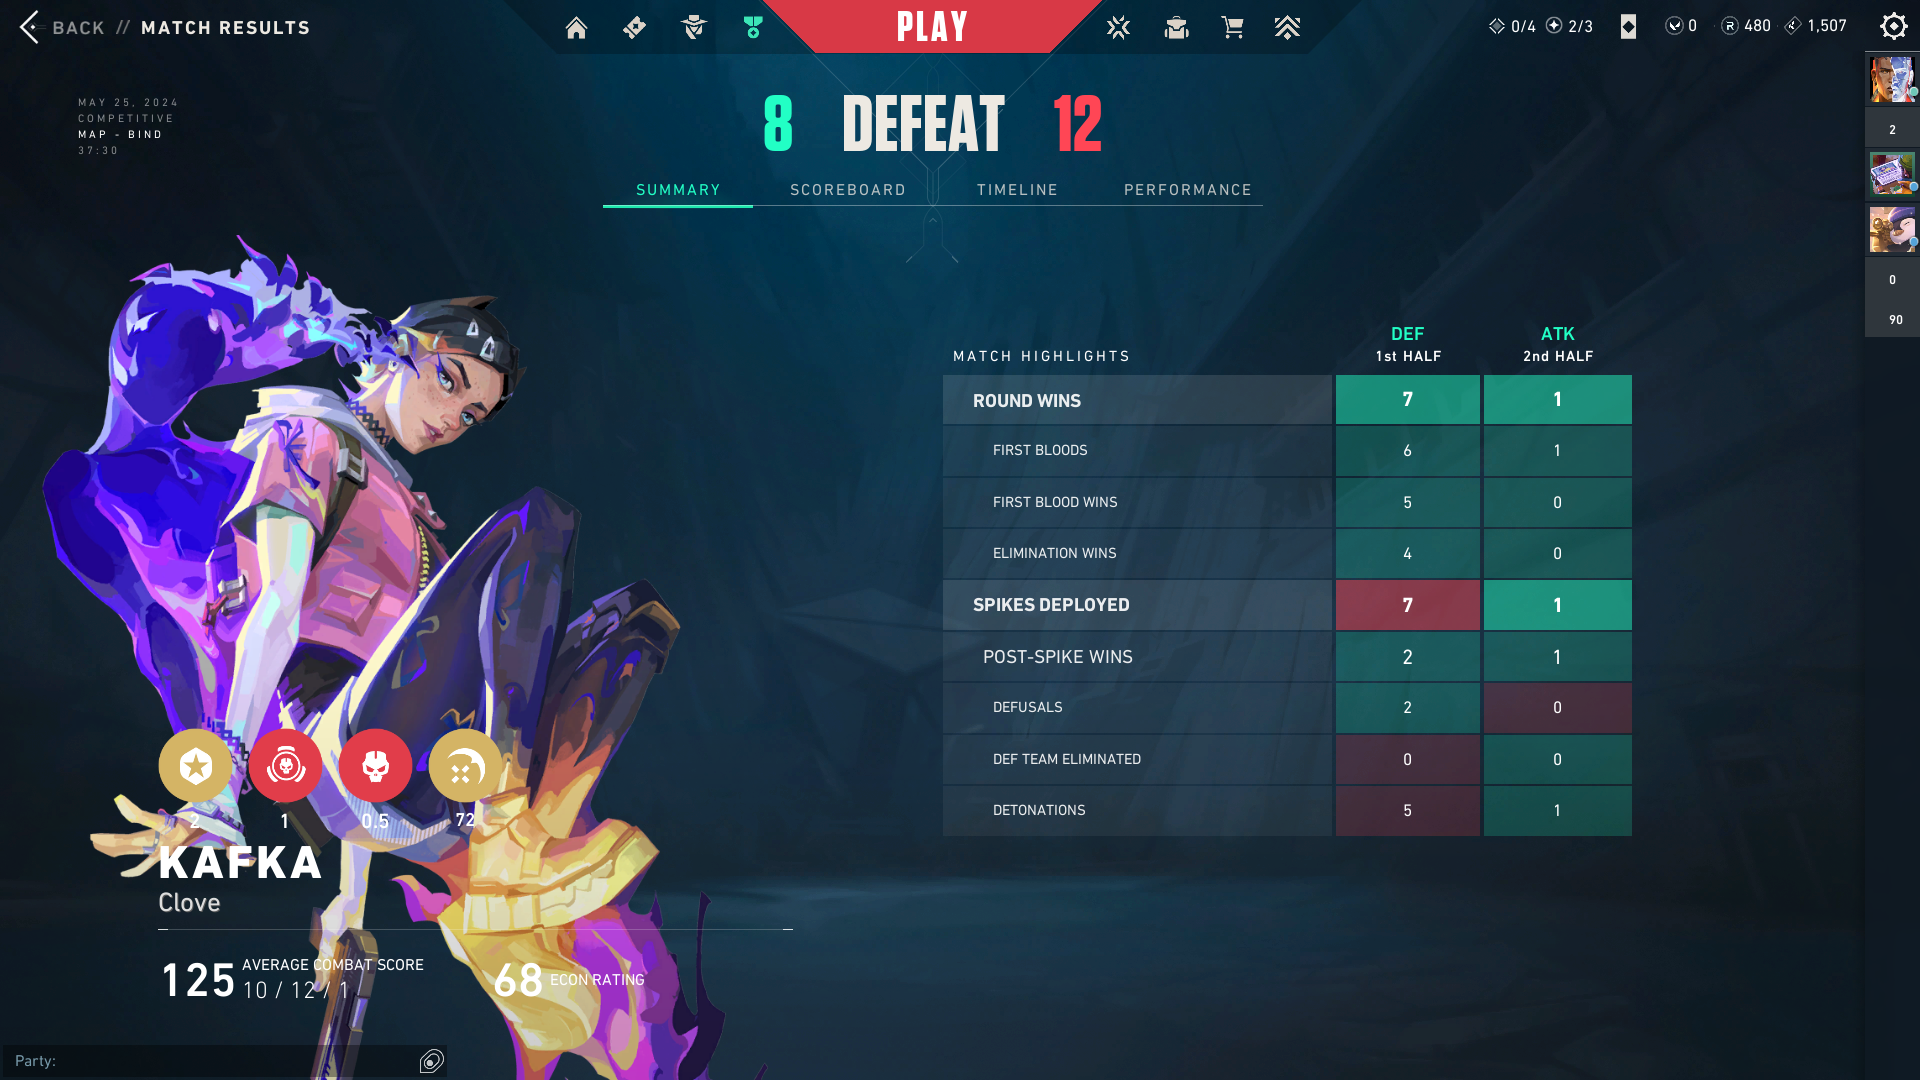 BACK // MATCH RESULTS
PLAY
0/4 2/3 0 480 1,507
MAY 25, 2024
COMPETITIVE
MAP - BIND
37:30
8 DEFEAT 12
SUMMARY SCOREBOARD TIMELINE PERFORMANCE
2
0
90
DEF ATK
MATCH HIGHLIGHTS 1st HALF 2nd HALF
ROUND WINS 7 1
FIRST BLOODS 6 1
FIRST BLOOD WINS 5 0
ELIMINATION WINS 4 0
SPIKES DEPLOYED 7 1
POST-SPIKE WINS 2 1
DEFUSALS 2 0
DEF TEAM ELIMINATED 0 0
DETONATIONS 5 1
2 1 0.5 72
KAFKA
Clove
125 AVERAGE COMBAT SCORE
10 / 12 / 1
68 ECON RATING
Party: